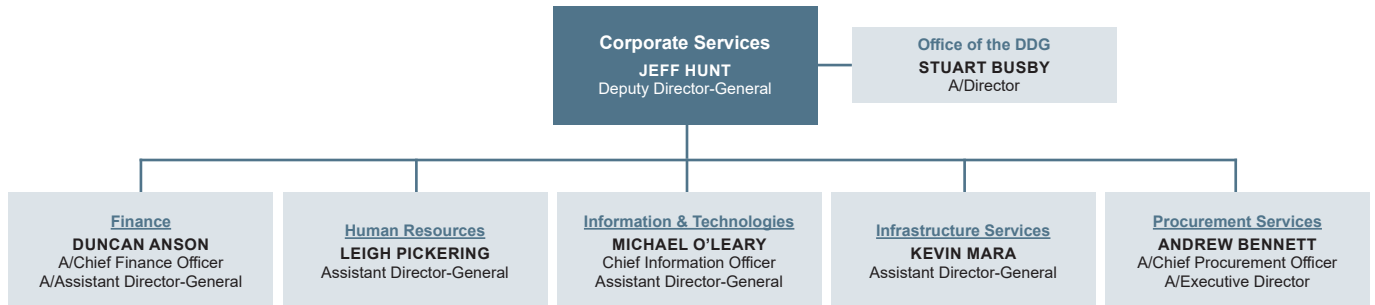 Corporate Services
JEFF HUNT
Deputy Director-General
Office of the DDG
STUART BUSBY
A/Director
Finance
DUNCAN ANSON
A/Chief Finance Officer
A/Assistant Director-General
Human Resources
LEIGH PICKERING
Assistant Director-General
Information & Technologies
MICHAEL O’LEARY
Chief Information Officer
Assistant Director-General
Infrastructure Services
KEVIN MARA
Assistant Director-General
Procurement Services
ANDREW BENNETT
A/Chief Procurement Officer
A/Executive Director